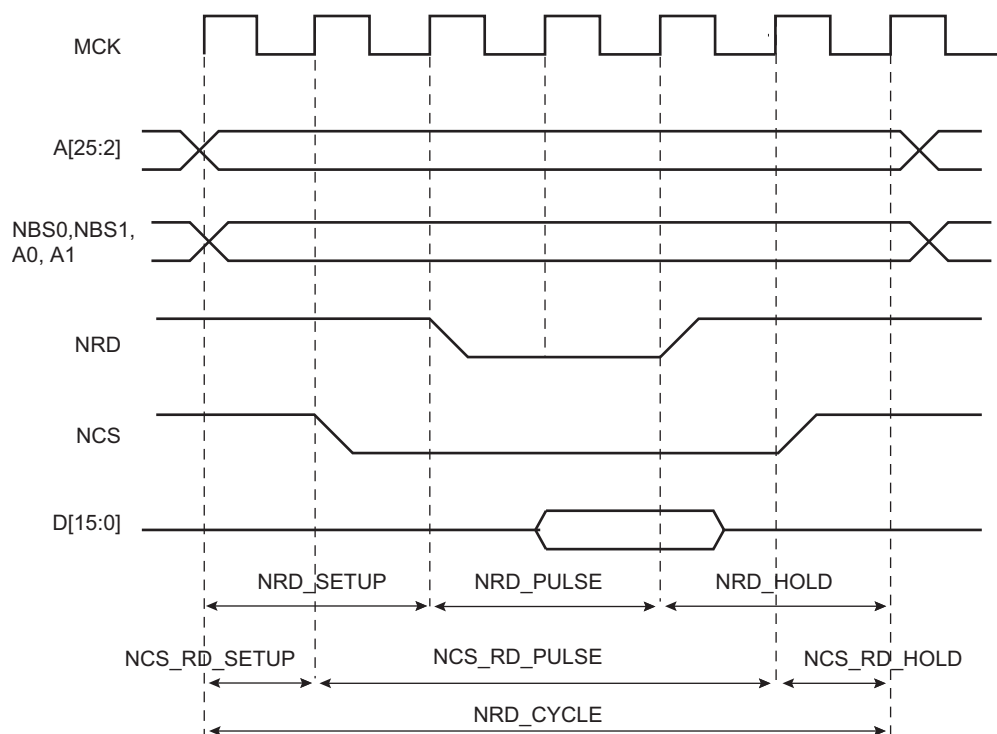 MCK
A[25:2]
NBS0,NBS1,
A0, A1
NRD
NCS
D[15:0]
NRD_SETUP NRD_PULSE NRD_HOLD
NCS_RD_SETUP NCS_RD_PULSE NCS_RD_HOLD
NRD_CYCLE